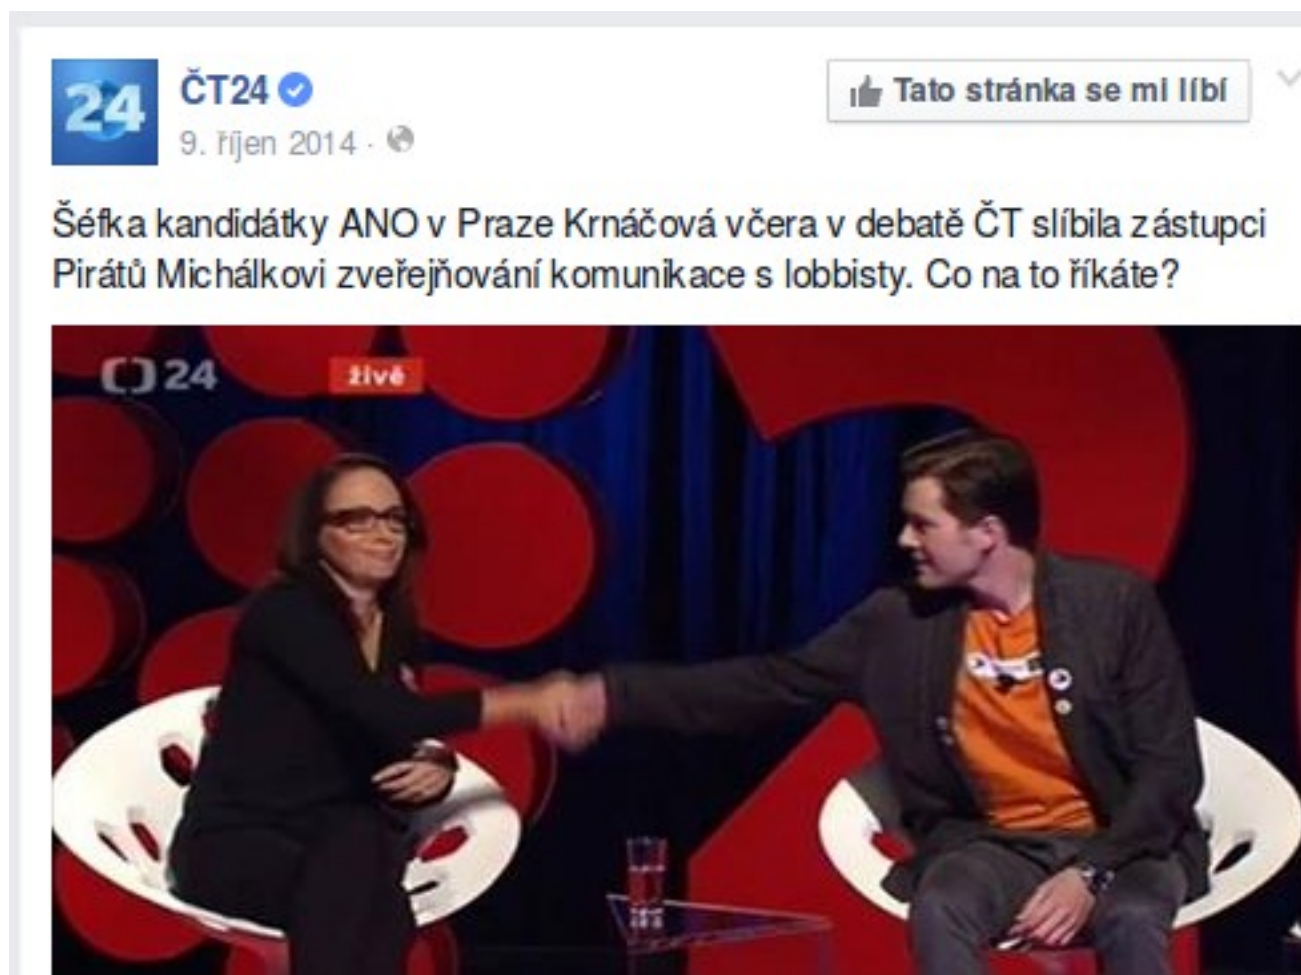 24
ČT24
9. říjen 2014 ·
Tato stránka se mi líbí
Šéfka kandidátky ANO v Praze Krnáčová včera v debatě ČT slíbila zástupci
Pirátů Michálkovi zveřejňování komunikace s lobbisty. Co na to říkáte?
24
živě